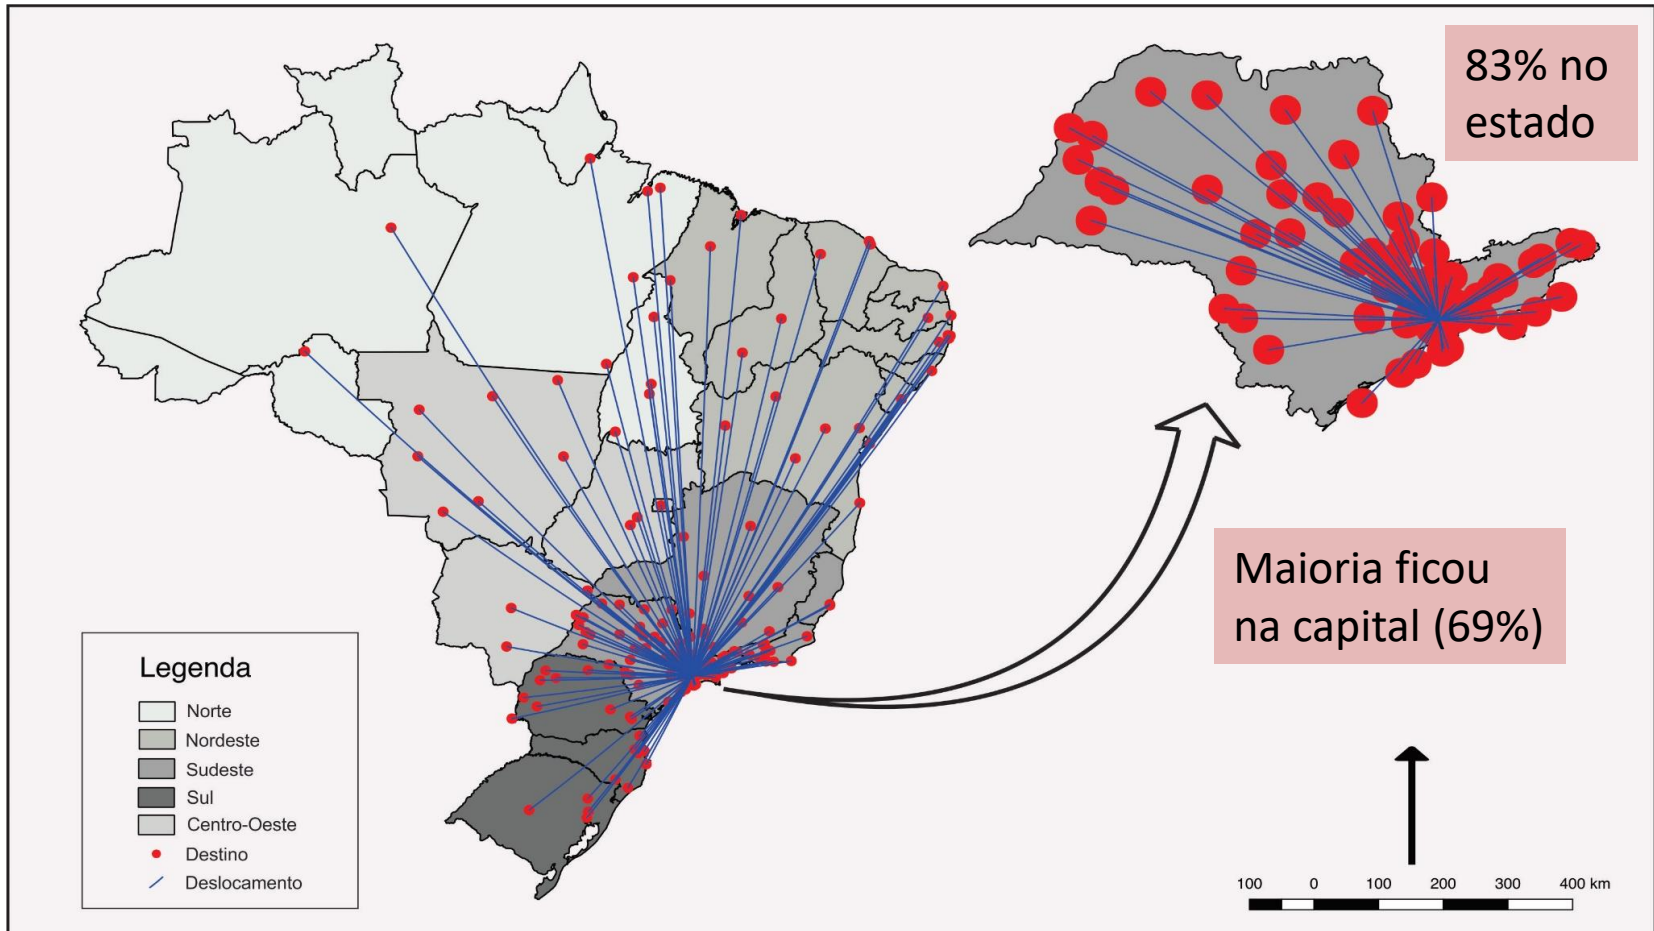 83% no
estado
Maioria ficou
na capital (69%)
Legenda
Norte
Nordeste
Sudeste
Sul
Centro-Oeste
Destino
Deslocamento
100 0 100 200 300 400 km